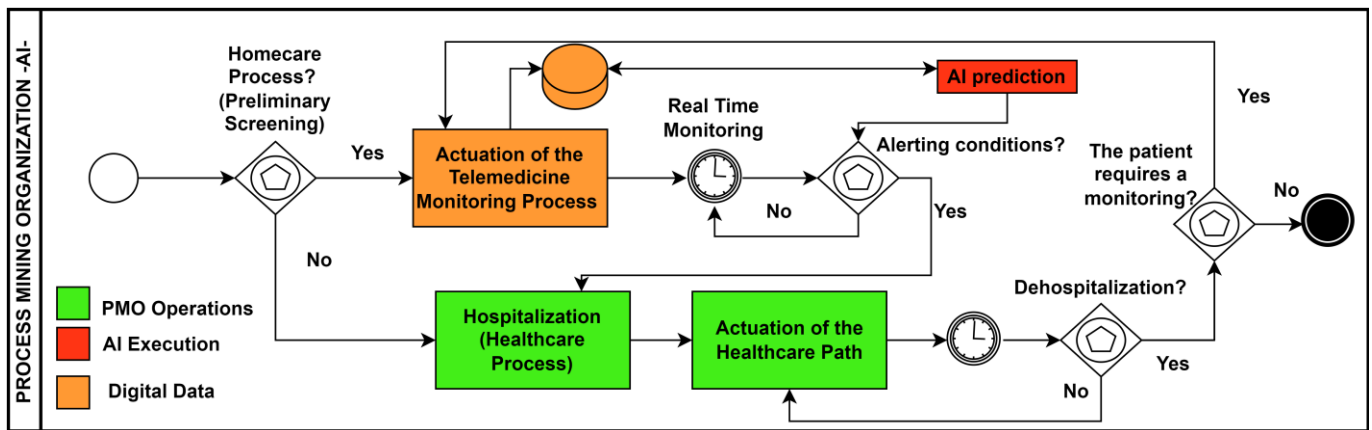 PROCESS MINING ORGANIZATION -AI-
Homecare
Process?
(Preliminary
Screening)
Yes
No
Actuation of the
Telemedicine
Monitoring Process
Real Time
Monitoring
No
AI prediction
Alerting conditions?
Yes
The patient
requires a
monitoring?
Yes
No
Hospitalization
(Healthcare
Process)
Actuation of the
Healthcare Path
Dehospitalization?
Yes
No
PMO Operations
AI Execution
Digital Data